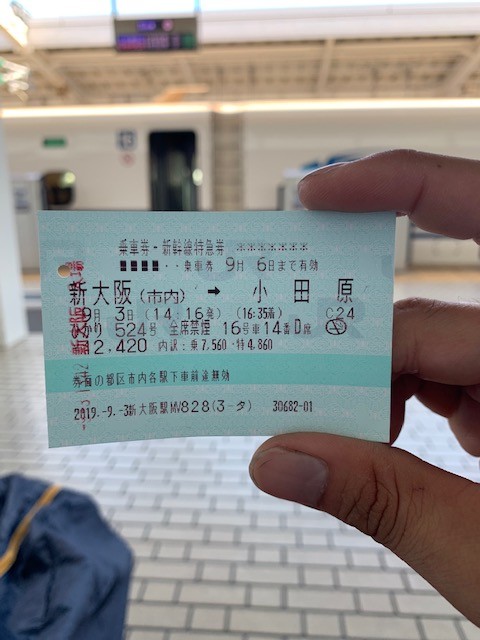 乗車券・新幹線特急券 *******
■■■■・・乗車券 9月 6日まで有効
新大阪(市内) → 小田原
9月 3日 (14:16発) (16:35着) C24
ひかり 524号 全席禁煙 16号車14番D席
¥12,420 内訳:乗7,560・特4,860
券面の都区市内各駅下車前途無効
2019.-9.-3新大阪駅MV828(3-タ) 30682-01